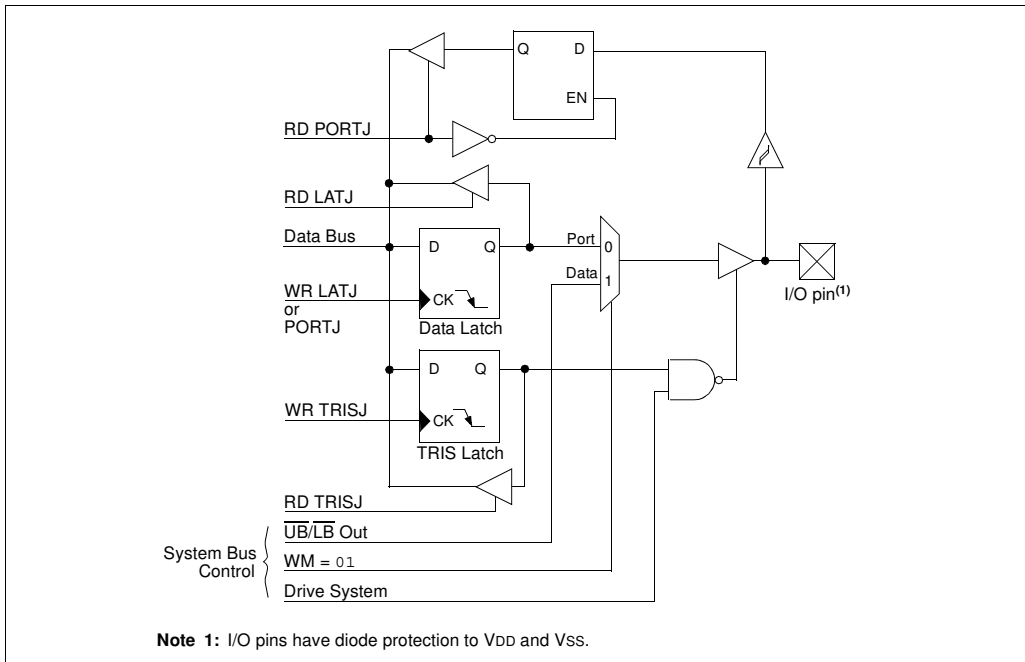 Q D
EN
RD PORTJ
RD LATJ
Data Bus
D Q
Port 0
Data 1
WR LATJ
or
PORTJ
CK
Data Latch
I/O pin(1)
D Q
WR TRISJ
CK
TRIS Latch
RD TRISJ
U̅B̅/L̅B̅ Out
System Bus
Control
WM = 01
Drive System
Note 1: I/O pins have diode protection to VDD and VSS.